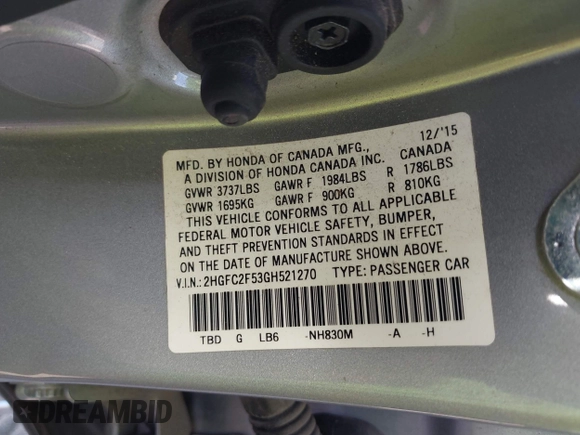 MFD. BY HONDA OF CANADA MFG., 12/'15
A DIVISION OF HONDA CANADA INC. CANADA
GVWR 3737LBS GAWR F 1984LBS R 1786LBS
GVWR 1695KG GAWR F 900KG R 810KG
THIS VEHICLE CONFORMS TO ALL APPLICABLE
FEDERAL MOTOR VEHICLE SAFETY, BUMPER,
AND THEFT PREVENTION STANDARDS IN EFFECT
ON THE DATE OF MANUFACTURE SHOWN ABOVE.
V.I.N.: 2HGFC2F53GH521270 TYPE: PASSENGER CAR
TBD G LB6 -NH830M -A -H
DREAMBID